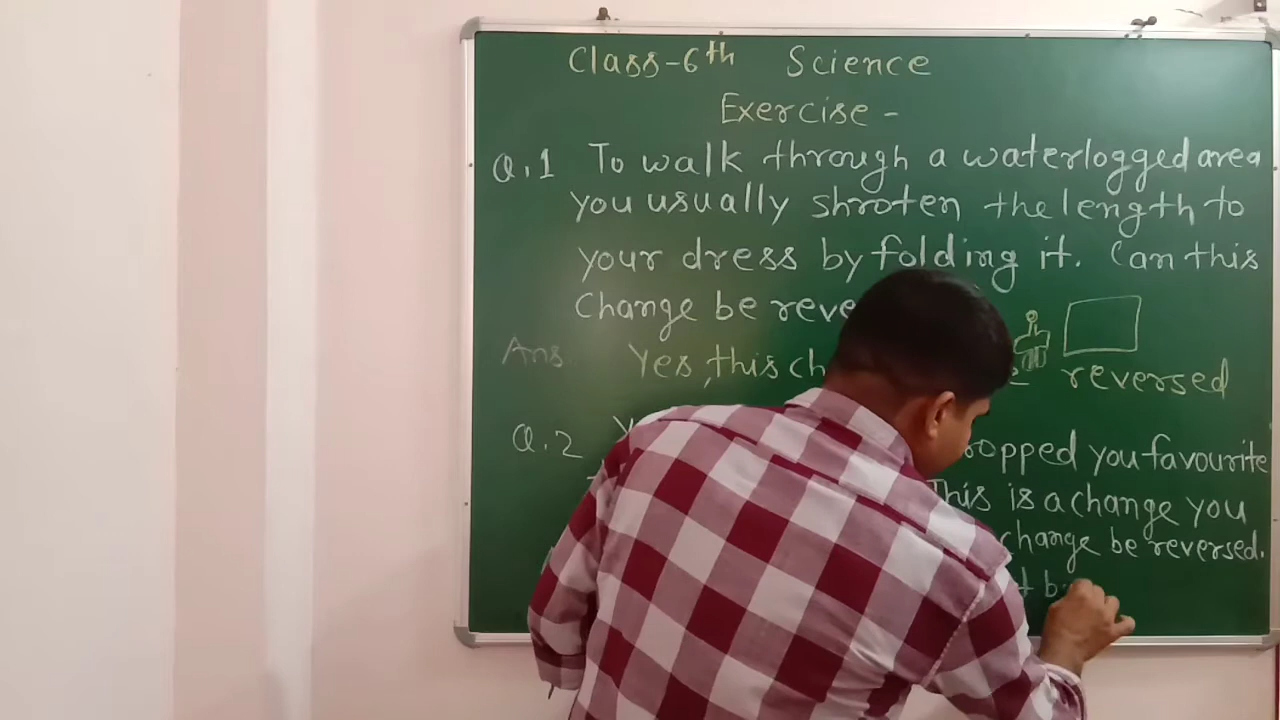 Class-6th Science
Exercise -
Q.1 To walk through a waterlogged area
you usually shroten the length to
your dress by folding it. Can this
Change be reve
Ans. Yes, this ch reversed
Q.2 ropped you favourite
This is a change you
change be reversed.